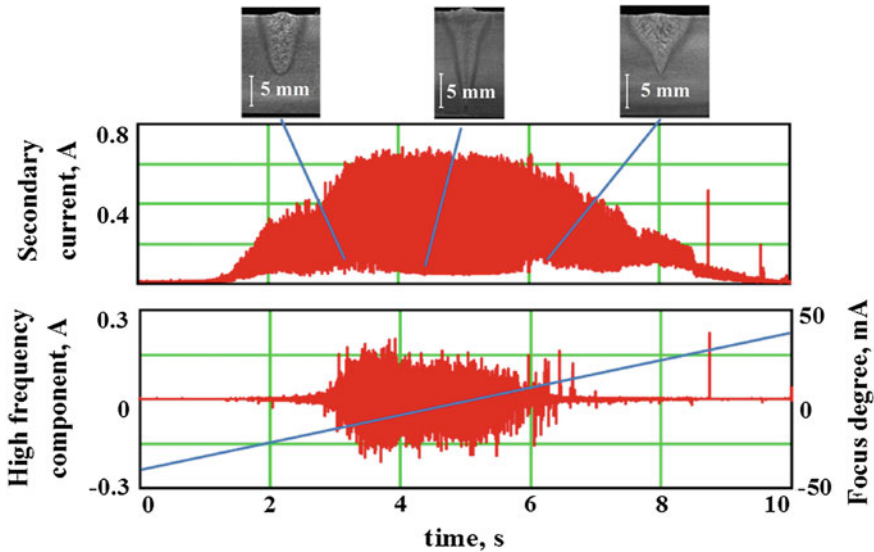 5 mm
5 mm
5 mm
Secondary
current, A
0.8
0.4
High frequency
component, A
0.3
0
-0.3
50
0
-50
Focus degree, mA
0 2 4 6 8 10
time, s